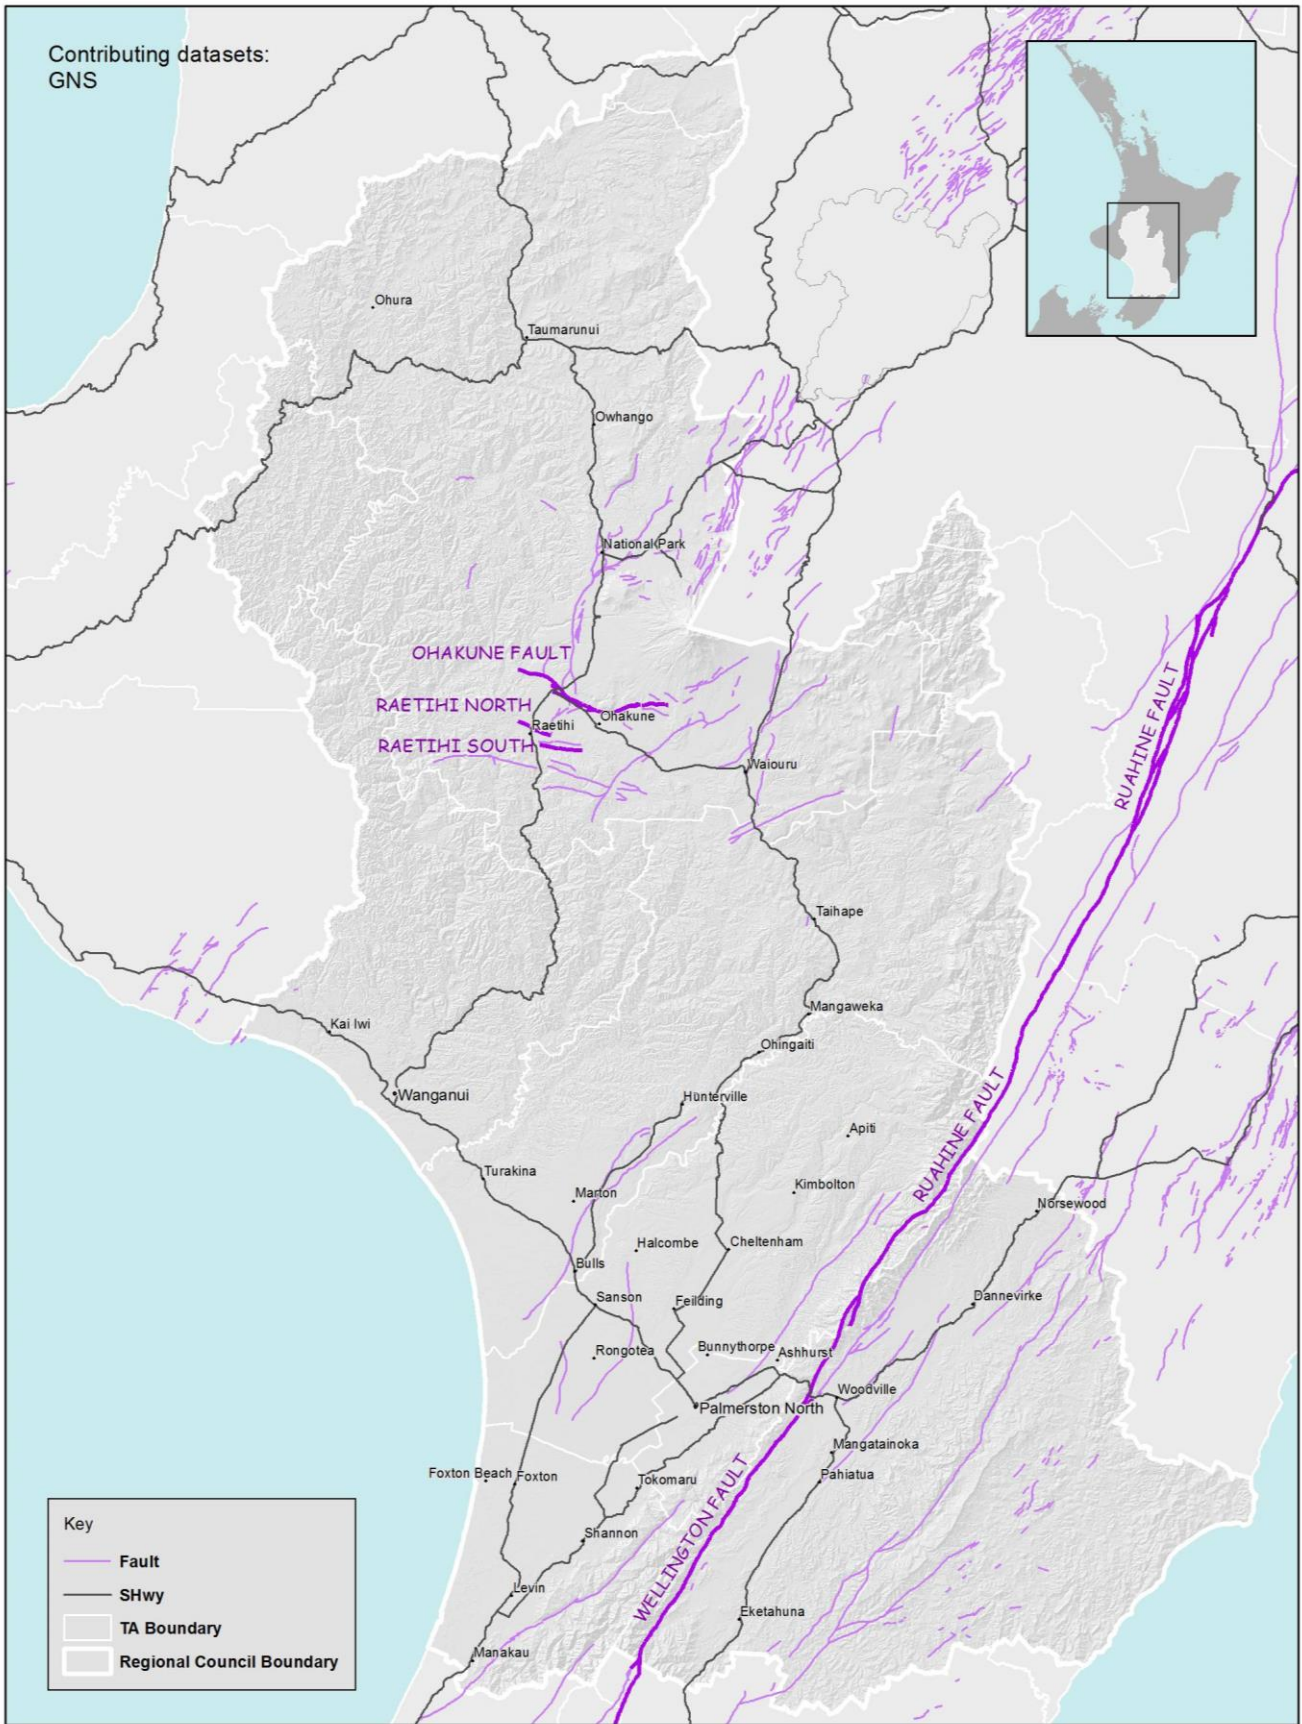 Contributing datasets:
GNS
Ohura
Taumarunui
Owhango
National Park
OHAKUNE FAULT
RAETIHI NORTH
Ohakune
Raetihi
RAETIHI SOUTH
Waiouru
RUAHINE FAULT
Taihape
Mangaweka
Kai Iwi
Ohingaiti
Wanganui
Hunterville
Apiti
RUAHINE FAULT
Turakina
Marton
Kimbolton
Norsewood
Halcombe
Cheltenham
Bulls
Sanson
Feilding
Dannevirke
Rongotea
Bunnythorpe
Ashhurst
Woodville
Palmerston North
Mangatainoka
Foxton Beach
Foxton
Tokomaru
Pahiatua
WELLINGTON FAULT
Shannon
Levin
Eketahuna
Manakau
Key
Fault
SHwy
TA Boundary
Regional Council Boundary